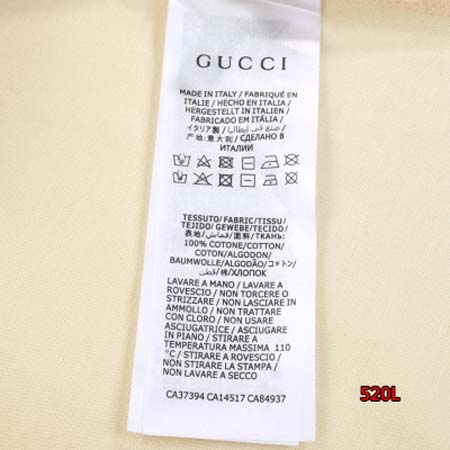 GUCCI
MADE IN ITALY / FABRIQUÉ EN
ITALIE / HECHO EN ITALIA /
HERGESTELLT IN ITALIEN /
FABRICADO EM ITÁLIA /
イタリア製 / صنع في إيطاليا /
产地:意大利 / СДЕЛАНО В
ИТАЛИИ
TESSUTO/FABRIC/TISSU/
TEJIDO/GEWEBE/TECIDO/
表地/قماش/面料/ТКАНЬ:
100% COTONE/COTTON/
COTON/ALGODON/
BAUMWOLLE/ALGODÃO/コットン
/قطن/棉/ХЛОПОК
LAVARE A MANO / LAVARE A
ROVESCIO / NON TORCERE O
STRIZZARE / NON LASCIARE IN
AMMOLLO / NON TRATTARE
CON CLORO / NON USARE
ASCIUGATRICE / ASCIUGARE
IN PIANO / STIRARE A
TEMPERATURA MASSIMA 110
°C / STIRARE A ROVESCIO /
NON STIRARE LA STAMPA /
NON LAVARE A SECCO
CA37394 CA14517 CA84937
520L